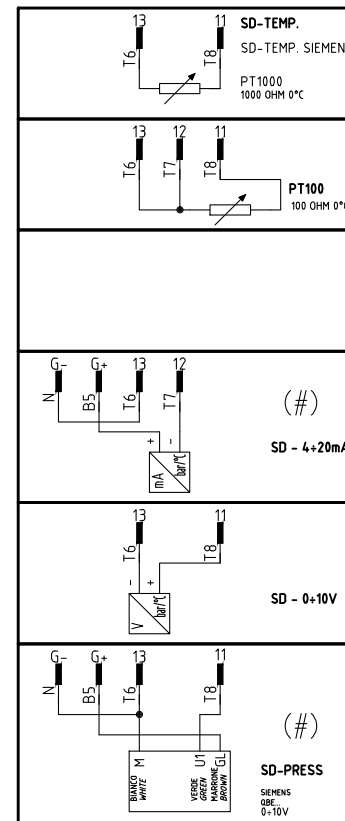 13 11 SD-TEMP.
T6 T8 SD-TEMP. SIEMEN
PT1000
1000 OHM 0°C
13 12 11
T6 T7 T8
PT100
100 OHM 0°
G- G+ 13 12
N B5 T6 T7
(#)
+ -
mA bar/°C
SD - 4÷20mA
13 11
T6 T8
- +
V bar/°C
SD - 0÷10V
G- G+ 13 11
N B5 T6 T8
(#)
M U1 GL
BIANCO
WHITE
VERDE
GREEN
MARRONE
BROWN
SD-PRESS
SIEMENS
QBE...
0÷10V